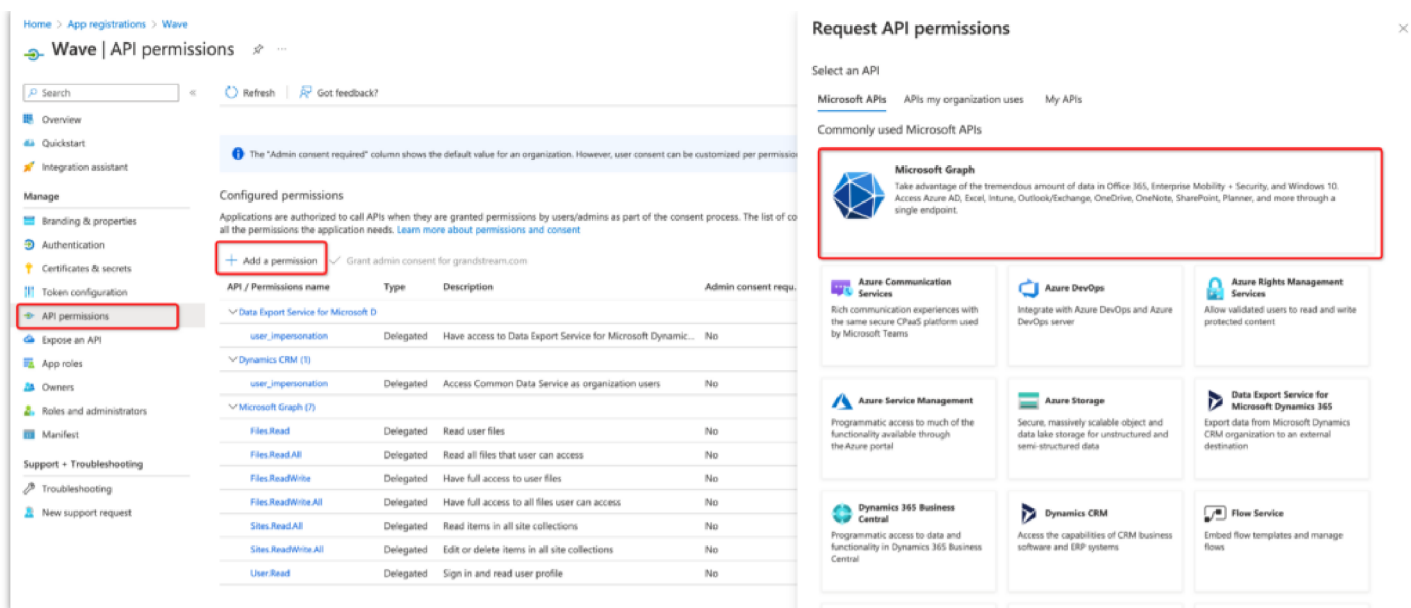 Home > App registrations > Wave
Wave | API permissions
Search
Refresh
Got feedback?
Overview
Quickstart
Integration assistant
Manage
Branding & properties
Authentication
Certificates & secrets
Token configuration
API permissions
Expose an API
App roles
Owners
Roles and administrators
Manifest
Support + Troubleshooting
Troubleshooting
New support request
The "Admin consent required" column shows the default value for an organization. However, user consent can be customized per permissio
Configured permissions
Applications are authorized to call APIs when they are granted permissions by users/admins as part of the consent process. The list of co
all the permissions the application needs. Learn more about permissions and consent
Add a permission
Grant admin consent for grandstream.com
API / Permissions name Type Description Admin consent requ.
Data Export Service for Microsoft D
user_impersonation Delegated Have access to Data Export Service for Microsoft Dynamic... No
Dynamics CRM (1)
user_impersonation Delegated Access Common Data Service as organization users No
Microsoft Graph (7)
Files.Read Delegated Read user files No
Files.Read.All Delegated Read all files that user can access No
Files.ReadWrite Delegated Have full access to user files No
Files.ReadWrite.All Delegated Have full access to all files user can access No
Sites.Read.All Delegated Read items in all site collections No
Sites.ReadWrite.All Delegated Edit or delete items in all site collections No
User.Read Delegated Sign in and read user profile No
Request API permissions
Select an API
Microsoft APIs APIs my organization uses My APIs
Commonly used Microsoft APIs
Microsoft Graph
Take advantage of the tremendous amount of data in Office 365, Enterprise Mobility + Security, and Windows 10.
Access Azure AD, Excel, Intune, Outlook/Exchange, OneDrive, OneNote, SharePoint, Planner, and more through a
single endpoint.
Azure Communication
Services
Rich communication experiences with
the same secure CPaaS platform used
by Microsoft Teams
Azure DevOps
Integrate with Azure DevOps and Azure
DevOps server
Azure Rights Management
Services
Allow validated users to read and write
protected content
Azure Service Management
Programmatic access to much of the
functionality available through
the Azure portal
Azure Storage
Secure, massively scalable object and
data lake storage for unstructured and
semi-structured data
Data Export Service for
Microsoft Dynamics 365
Export data from Microsoft Dynamics
CRM organization to an external
destination
Dynamics 365 Business
Central
Programmatic access to data and
functionality in Dynamics 365 Business
Central
Dynamics CRM
Access the capabilities of CRM business
software and ERP systems
Flow Service
Embed flow templates and manage
flows